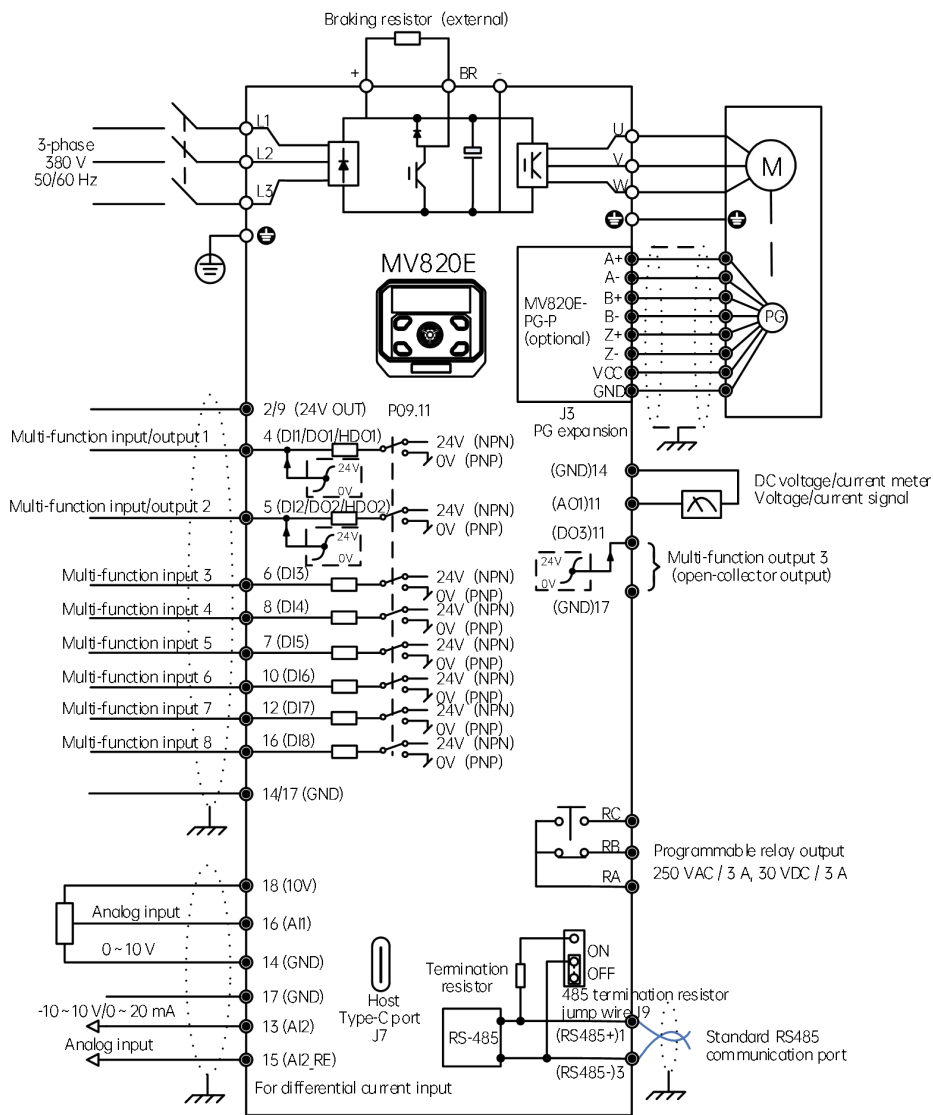 Braking resistor (external)
+
BR
-
L1
L2
L3
3-phase
380 V
50/60 Hz
U
V
W
M
MV820E
MV820E-
PG-P
(optional)
A+
A-
B+
B-
Z+
Z-
VCC
GND
PG
J3
PG expansion
2/9 (24V OUT)
P09.11
Multi-function input/output 1
4 (DI1/DO1/HDO1)
24V (NPN)
0V (PNP)
24V
0V
Multi-function input/output 2
5 (DI2/DO2/HDO2)
24V (NPN)
0V (PNP)
24V
0V
Multi-function input 3
6 (DI3)
24V (NPN)
0V (PNP)
Multi-function input 4
8 (DI4)
24V (NPN)
0V (PNP)
Multi-function input 5
7 (DI5)
24V (NPN)
0V (PNP)
Multi-function input 6
10 (DI6)
24V (NPN)
0V (PNP)
Multi-function input 7
12 (DI7)
24V (NPN)
0V (PNP)
Multi-function input 8
16 (DI8)
24V (NPN)
0V (PNP)
14/17 (GND)
(GND)14
(AO1)11
DC voltage/current meter
Voltage/current signal
(DO3)11
24V
0V
(GND)17
Multi-function output 3
(open-collector output)
RC
RB
RA
Programmable relay output
250 VAC / 3 A, 30 VDC / 3 A
18 (10V)
Analog input
16 (AI1)
0~10 V
14 (GND)
17 (GND)
-10~10 V/0~20 mA
13 (AI2)
Analog input
15 (AI2_RE)
For differential current input
Host
Type-C port
J7
Termination
resistor
ON
OFF
485 termination resistor
jump wire J9
RS-485
(RS485+)1
(RS485-)3
Standard RS485
communication port